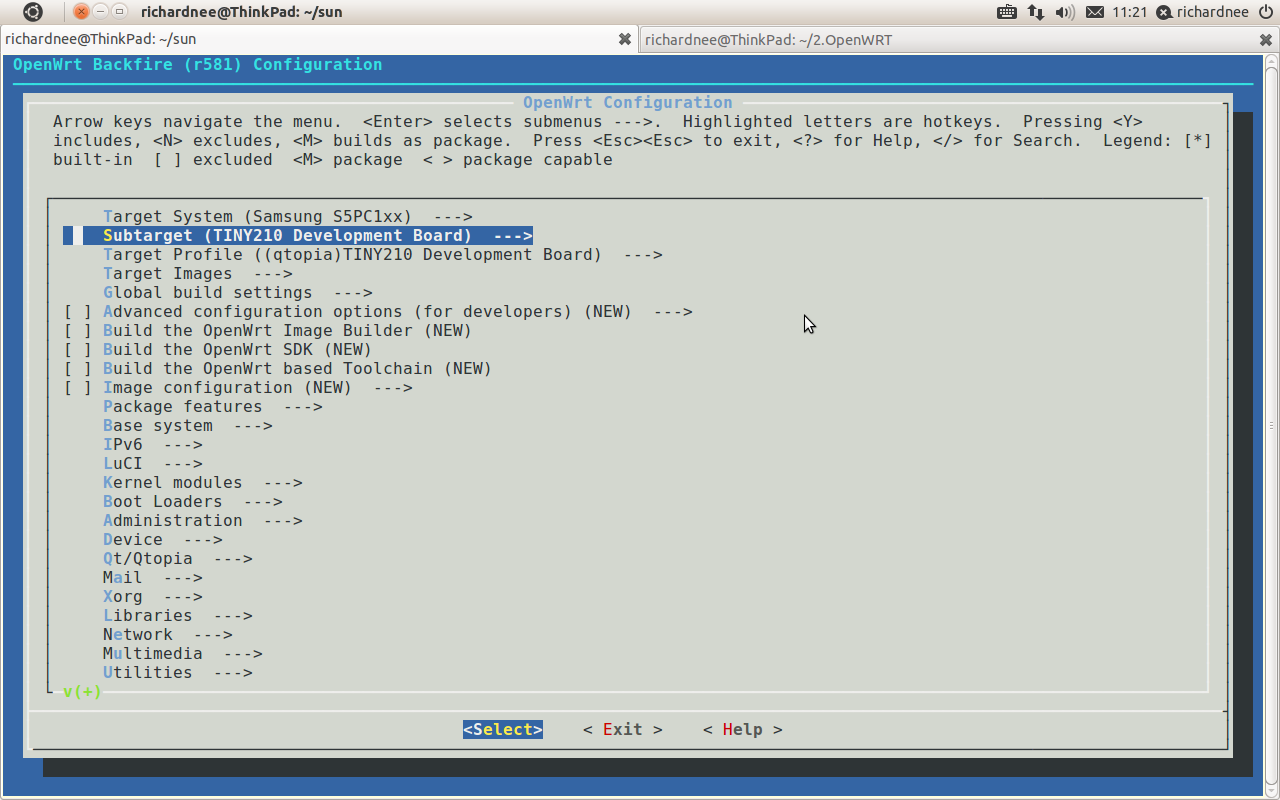 richardnee@ThinkPad: ~/sun
11:21 richardnee
richardnee@ThinkPad: ~/sun
richardnee@ThinkPad: ~/2.OpenWRT
OpenWrt Backfire (r581) Configuration
OpenWrt Configuration
Arrow keys navigate the menu.  <Enter> selects submenus --->.  Highlighted letters are hotkeys.  Pressing <Y>
includes, <N> excludes, <M> builds as package.  Press <Esc><Esc> to exit, <?> for Help, </> for Search.  Legend: [*]
built-in  [ ] excluded  <M> package  < > package capable
Target System (Samsung S5PC1xx)  --->
Subtarget (TINY210 Development Board)  --->
Target Profile ((qtopia)TINY210 Development Board)  --->
Target Images  --->
Global build settings  --->
[ ] Advanced configuration options (for developers) (NEW)  --->
[ ] Build the OpenWrt Image Builder (NEW)
[ ] Build the OpenWrt SDK (NEW)
[ ] Build the OpenWrt based Toolchain (NEW)
[ ] Image configuration (NEW)  --->
Package features  --->
Base system  --->
IPv6  --->
LuCI  --->
Kernel modules  --->
Boot Loaders  --->
Administration  --->
Device  --->
Qt/Qtopia  --->
Mail  --->
Xorg  --->
Libraries  --->
Network  --->
Multimedia  --->
Utilities  --->
v(+)
<Select>    < Exit >    < Help >